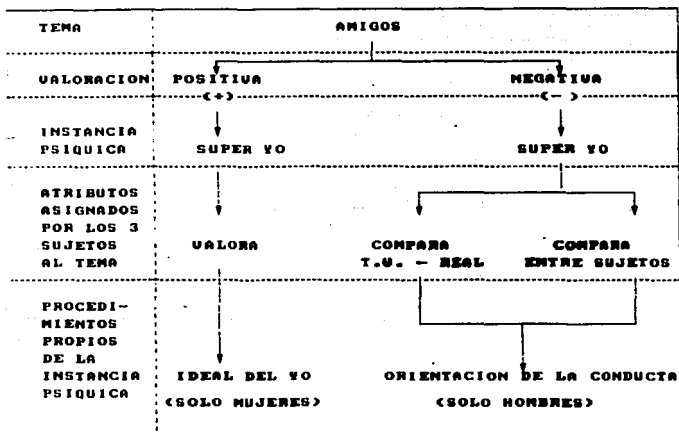 TEMA AMIGOS
VALORACION POSITIVA NEGATIVA
(+) (-)
INSTANCIA
PSIQUICA SUPER YO SUPER YO
ATRIBUTOS
ASIGNADOS
POR LOS 3
SUJETOS VALORA COMPARA COMPARA
AL TEMA T.V. - REAL ENTRE SUJETOS
PROCEDI-
MIENTOS
PROPIOS
DE LA
INSTANCIA IDEAL DEL YO ORIENTACION DE LA CONDUCTA
PSIQUICA (SOLO MUJERES) (SOLO HOMBRES)